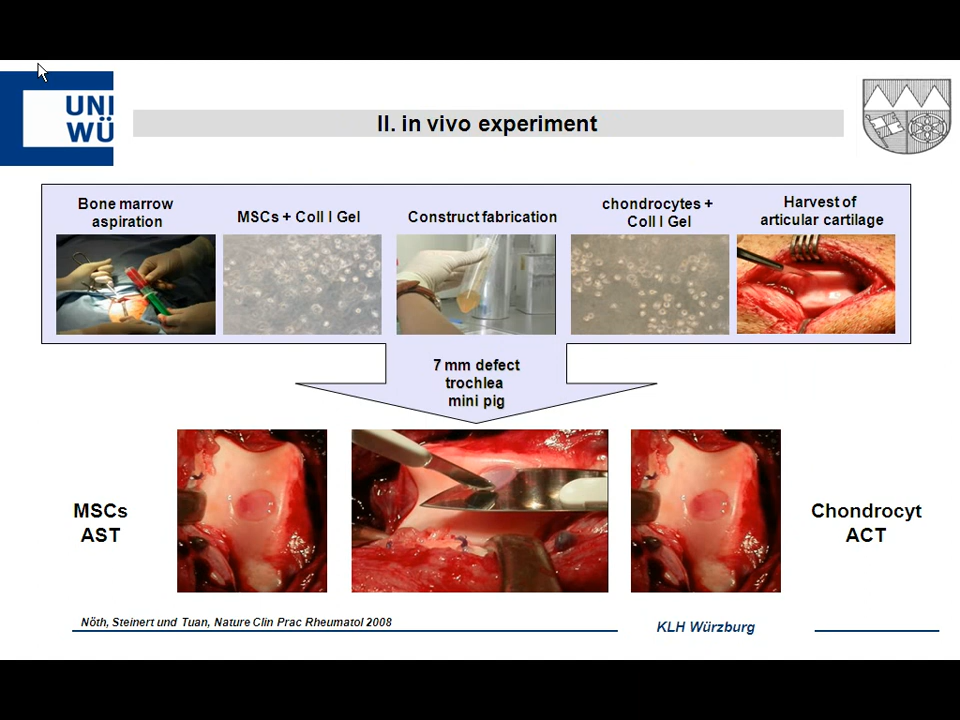 UNI
WÜ
II. in vivo experiment
Bone marrow
aspiration
MSCs + Coll I Gel
Construct fabrication
chondrocytes +
Coll I Gel
Harvest of
articular cartilage
7 mm defect
trochlea
mini pig
MSCs
AST
Chondrocyt
ACT
Nöth, Steinert und Tuan, Nature Clin Prac Rheumatol 2008
KLH Würzburg